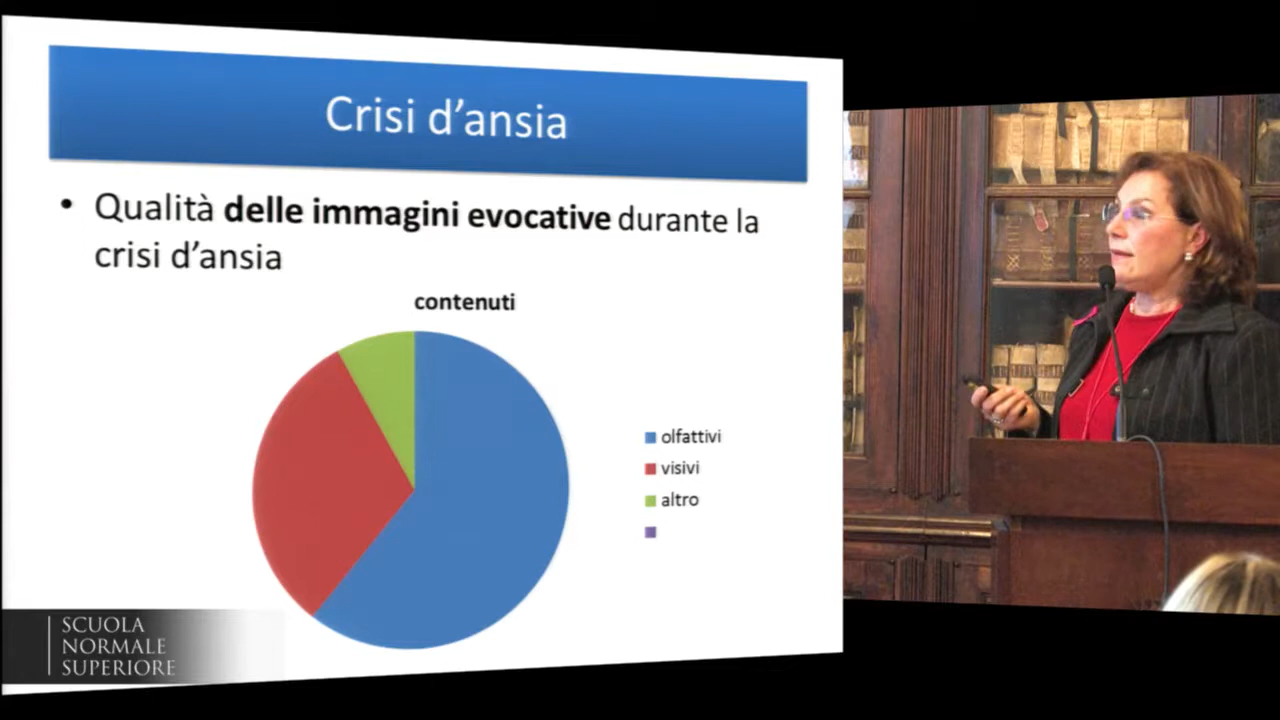 Crisi d'ansia
• Qualità delle immagini evocative durante la
crisi d'ansia
contenuti
olfattivi
visivi
altro
SCUOLA
NORMALE
SUPERIORE